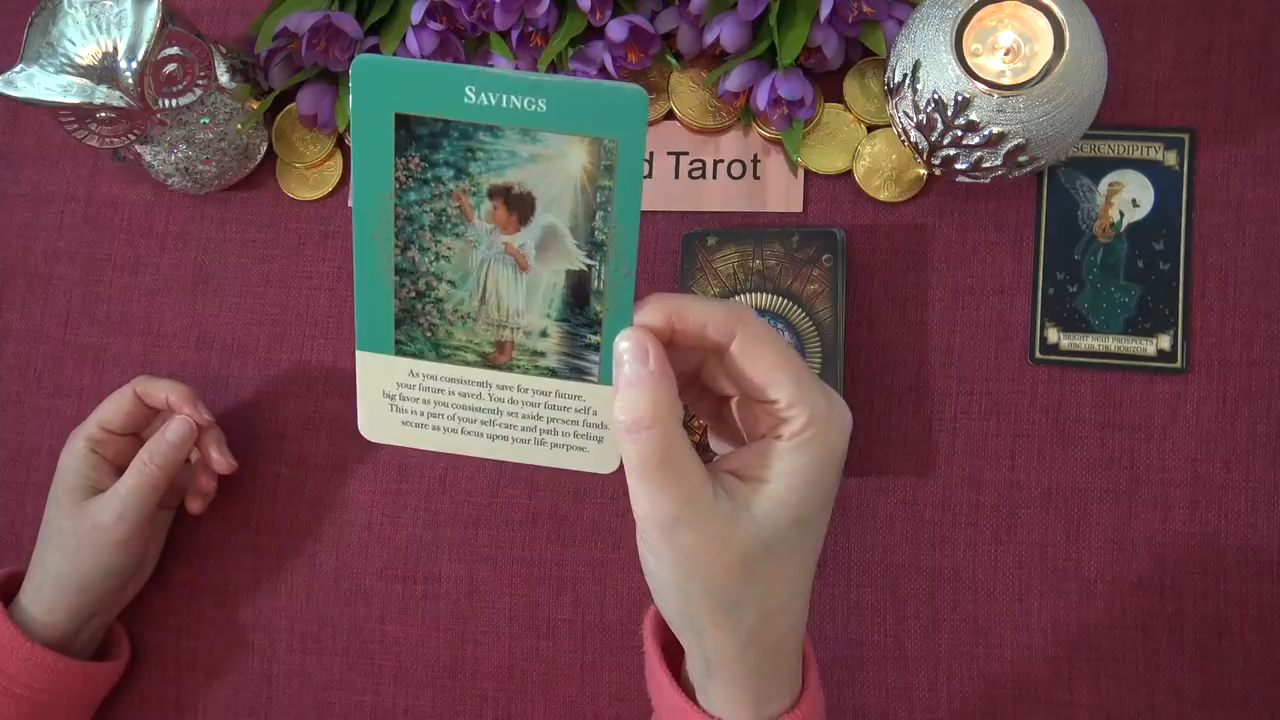 SAVINGS
As you consistently save for your future,
your future is saved. You do your future self a
big favor as you consistently set aside present funds.
This is a part of your self-care and path to feeling
secure as you focus upon your life purpose.
d Tarot
SERENDIPITY
BRIGHT NEW PROSPECTS
ARE ON THE HORIZON
10